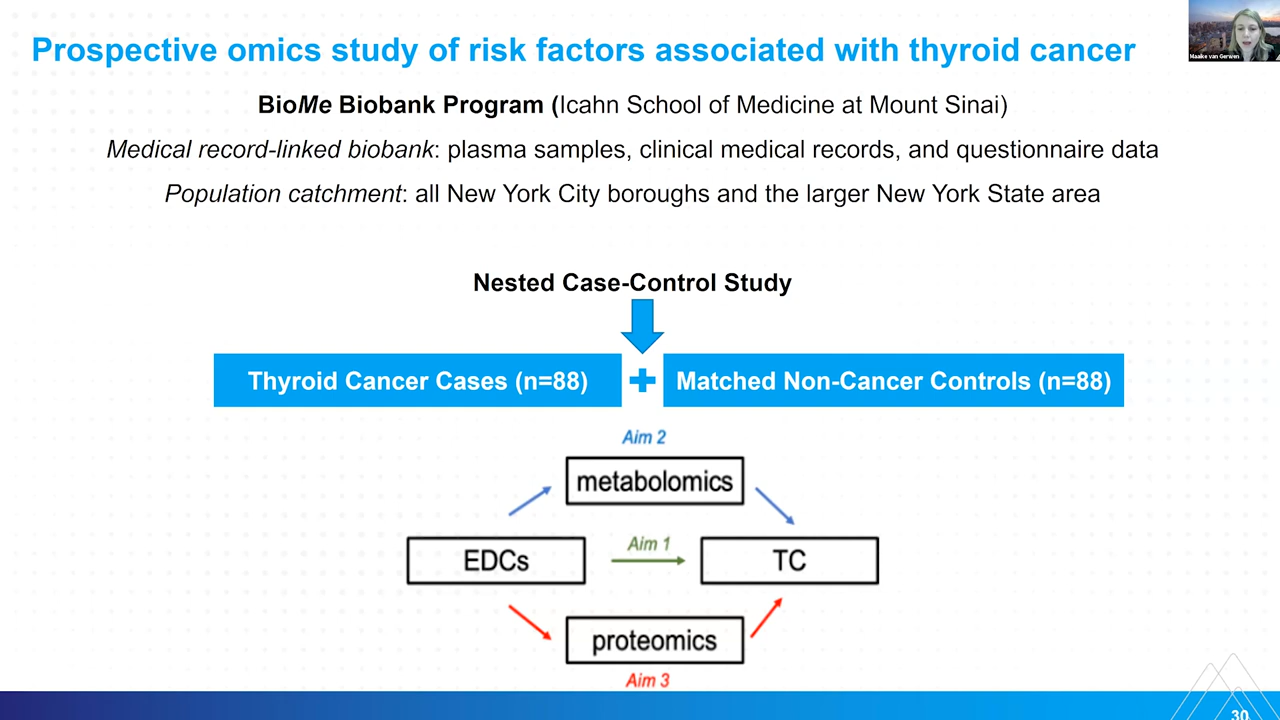 Prospective omics study of risk factors associated with thyroid cancer
Maaike van Gerwen
BioMe Biobank Program (Icahn School of Medicine at Mount Sinai)
Medical record-linked biobank: plasma samples, clinical medical records, and questionnaire data
Population catchment: all New York City boroughs and the larger New York State area
Nested Case-Control Study
Thyroid Cancer Cases (n=88)
Matched Non-Cancer Controls (n=88)
Aim 2
metabolomics
EDCs
Aim 1
TC
proteomics
Aim 3
30